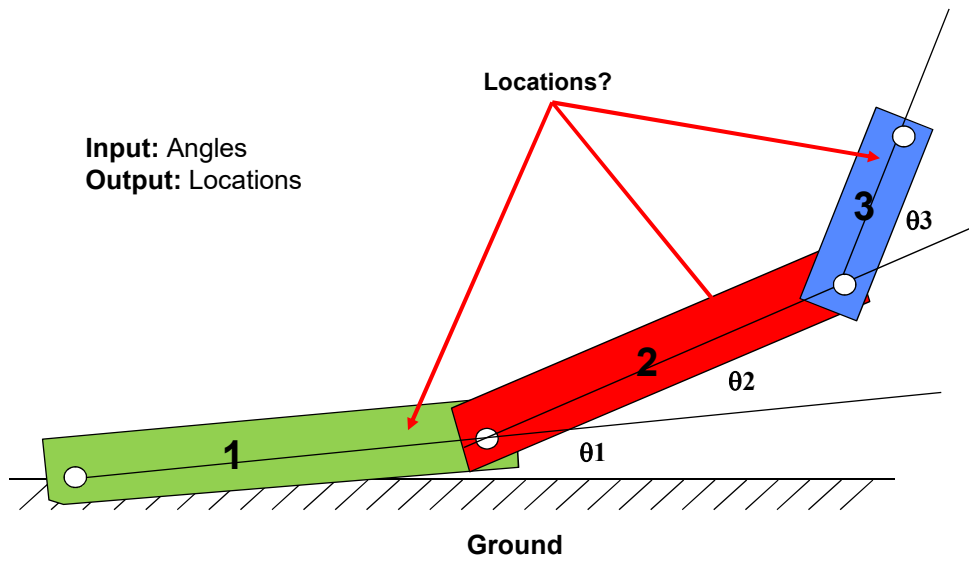 Locations?
Input: Angles
Output: Locations
3
θ3
2
θ2
1
θ1
Ground